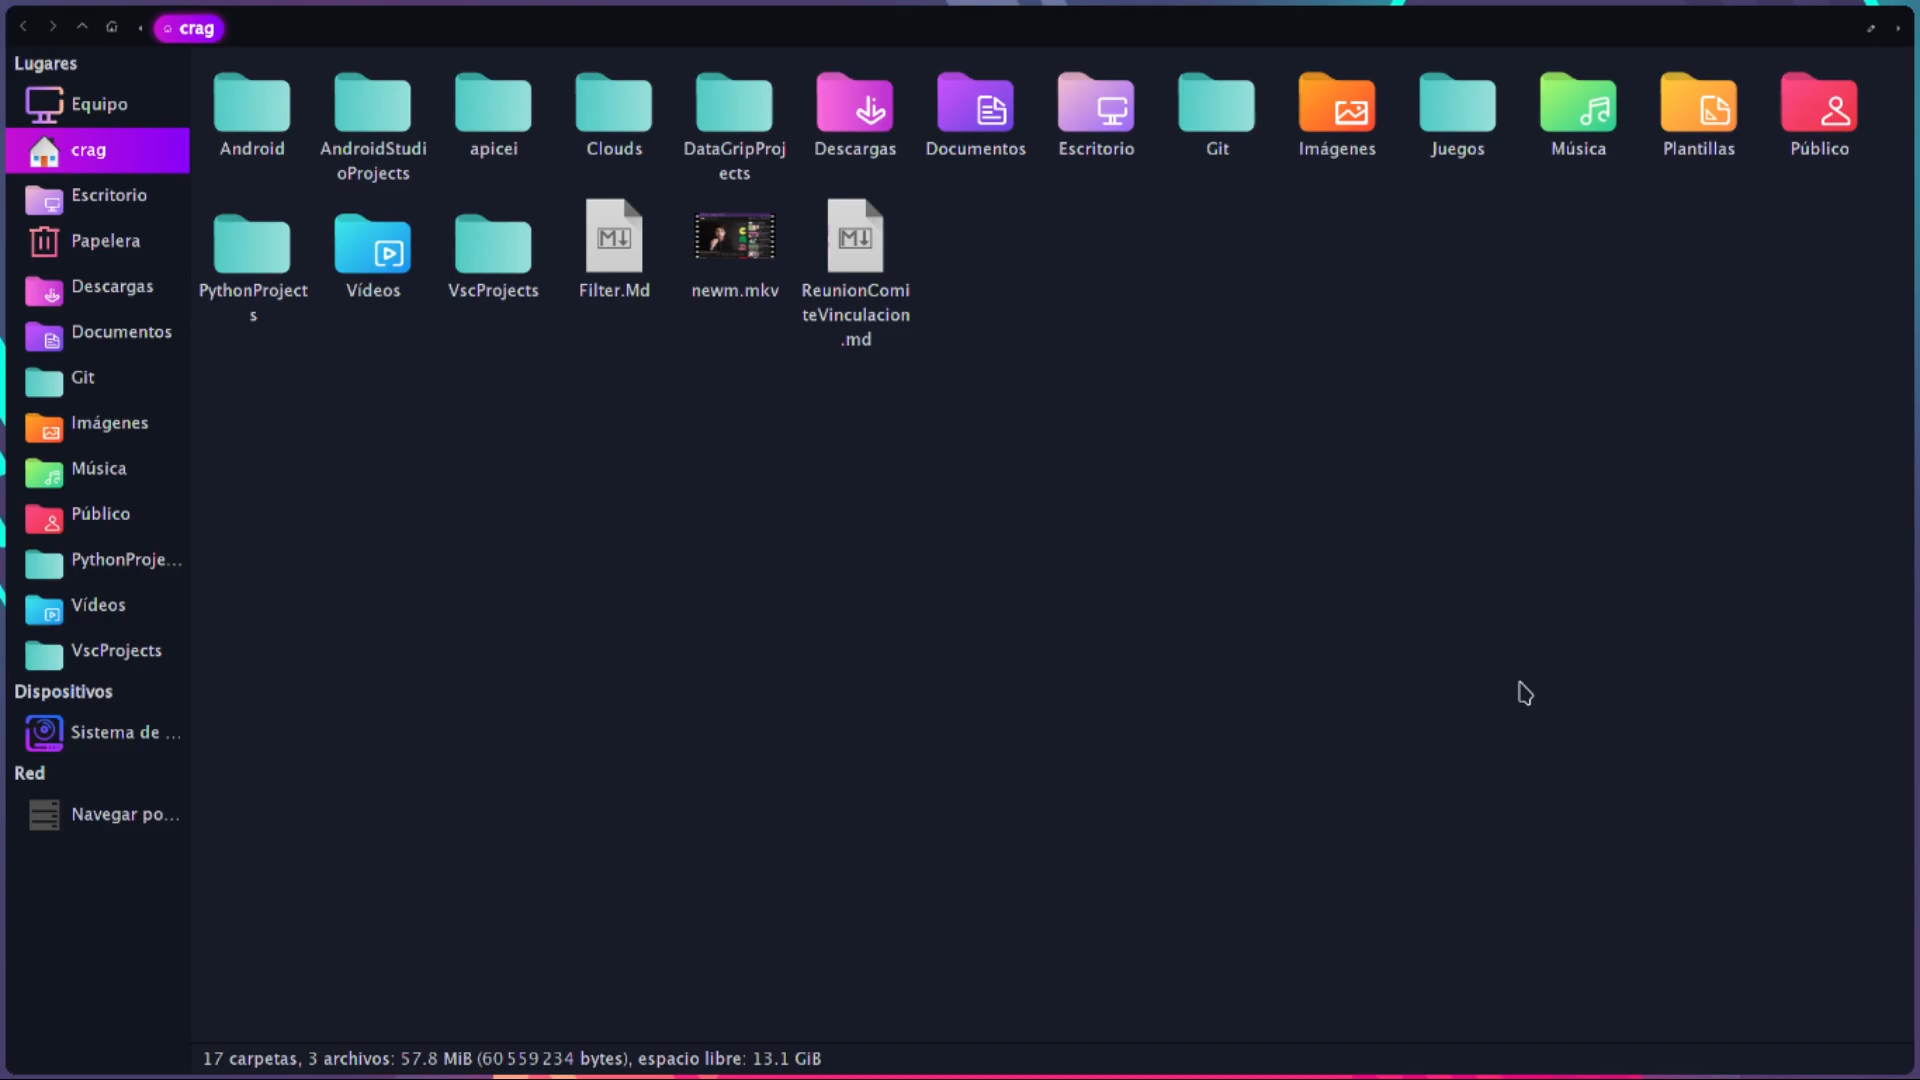 crag
Lugares
Equipo
crag
Escritorio
Papelera
Descargas
Documentos
Git
Imágenes
Música
Público
PythonProje...
Vídeos
VscProjects
Dispositivos
Sistema de ...
Red
Navegar po...
Android
AndroidStudi
oProjects
apicei
Clouds
DataGripProj
ects
Descargas
Documentos
Escritorio
Git
Imágenes
Juegos
Música
Plantillas
Público
PythonProject
s
Vídeos
VscProjects
M↓
Filter.Md
newm.mkv
M↓
ReunionComi
teVinculacion
.md
17 carpetas, 3 archivos: 57.8 MiB (60 559 234 bytes), espacio libre: 13.1 GiB